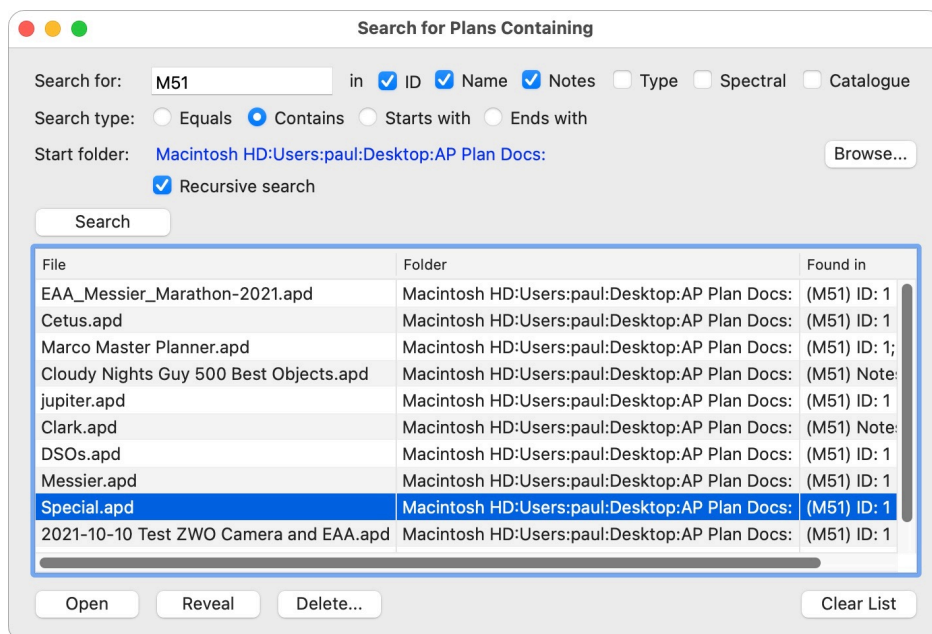 Search for Plans Containing
Search for: M51 in ID Name Notes Type Spectral Catalogue
Search type: Equals Contains Starts with Ends with
Start folder: Macintosh HD:Users:paul:Desktop:AP Plan Docs: Browse...
Recursive search
Search
File Folder Found in
EAA_Messier_Marathon-2021.apd Macintosh HD:Users:paul:Desktop:AP Plan Docs: (M51) ID: 1
Cetus.apd Macintosh HD:Users:paul:Desktop:AP Plan Docs: (M51) ID: 1
Marco Master Planner.apd Macintosh HD:Users:paul:Desktop:AP Plan Docs: (M51) ID: 1;
Cloudy Nights Guy 500 Best Objects.apd Macintosh HD:Users:paul:Desktop:AP Plan Docs: (M51) Note
jupiter.apd Macintosh HD:Users:paul:Desktop:AP Plan Docs: (M51) ID: 1
Clark.apd Macintosh HD:Users:paul:Desktop:AP Plan Docs: (M51) Note
DSOs.apd Macintosh HD:Users:paul:Desktop:AP Plan Docs: (M51) ID: 1
Messier.apd Macintosh HD:Users:paul:Desktop:AP Plan Docs: (M51) ID: 1
Special.apd Macintosh HD:Users:paul:Desktop:AP Plan Docs: (M51) ID: 1
2021-10-10 Test ZWO Camera and EAA.apd Macintosh HD:Users:paul:Desktop:AP Plan Docs: (M51) ID: 1
Open Reveal Delete... Clear List